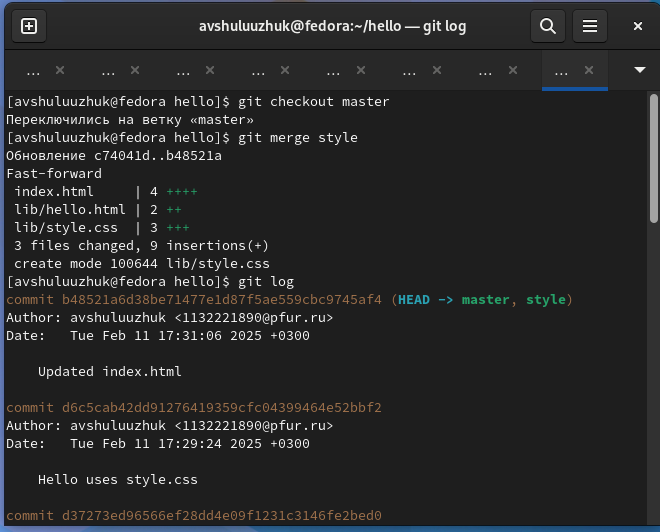 avshuluuzhuk@fedora:~/hello — git log
... × ... × ... × ... × ... × ... × ... × ... ×
[avshuluuzhuk@fedora hello]$ git checkout master
Переключились на ветку «master»
[avshuluuzhuk@fedora hello]$ git merge style
Обновление c74041d..b48521a
Fast-forward
 index.html     | 4 ++++
 lib/hello.html | 2 ++
 lib/style.css  | 3 +++
 3 files changed, 9 insertions(+)
 create mode 100644 lib/style.css
[avshuluuzhuk@fedora hello]$ git log
commit b48521a6d38be71477e1d87f5ae559cbc9745af4 (HEAD -> master, style)
Author: avshuluuzhuk <1132221890@pfur.ru>
Date:   Tue Feb 11 17:31:06 2025 +0300
    Updated index.html
commit d6c5cab42dd91276419359cfc04399464e52bbf2
Author: avshuluuzhuk <1132221890@pfur.ru>
Date:   Tue Feb 11 17:29:24 2025 +0300
    Hello uses style.css
commit d37273ed96566ef28dd4e09f1231c3146fe2bed0